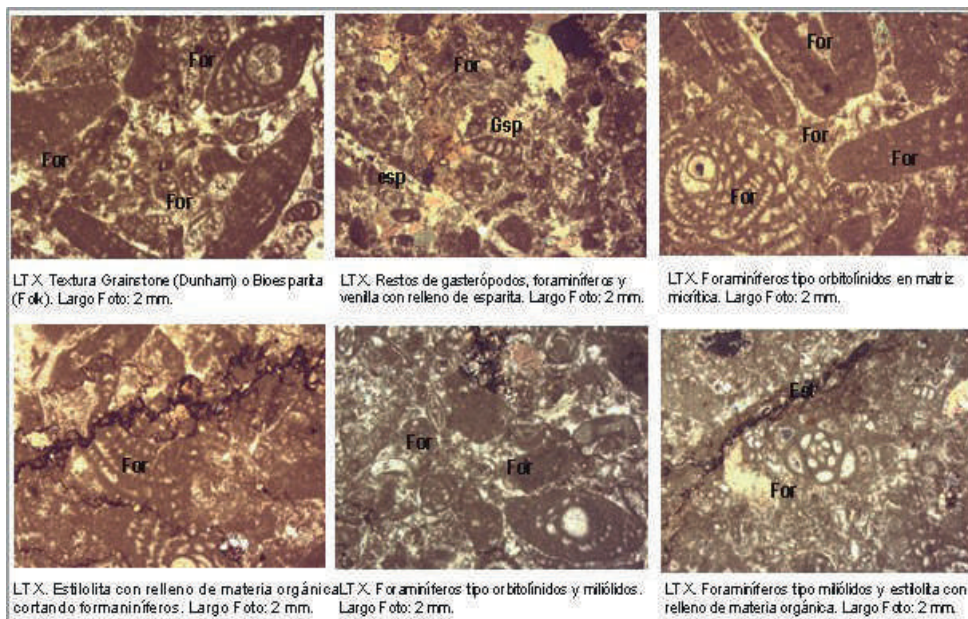 For
For
For
For
Gsp
esp
For
For
For
LTX. Textura Grainstone (Dunham) o Bioesparita
(Folk). Largo Foto: 2 mm.
LTX. Restos de gasterópodos, foraminíferos y
venilla con relleno de esparita. Largo Foto: 2 mm.
LTX. Foraminíferos tipo orbitolínidos en matriz
micrítica. Largo Foto: 2 mm.
For
For
For
Est
For
LTX. Estilolita con relleno de materia orgánica
cortando formaniníferos. Largo Foto: 2 mm.
LTX. Foraminíferos tipo orbitolínidos y miliólidos.
Largo Foto: 2 mm.
LTX. Foraminíferos tipo miliólidos y estilolita con
relleno de materia orgánica. Largo Foto: 2 mm.